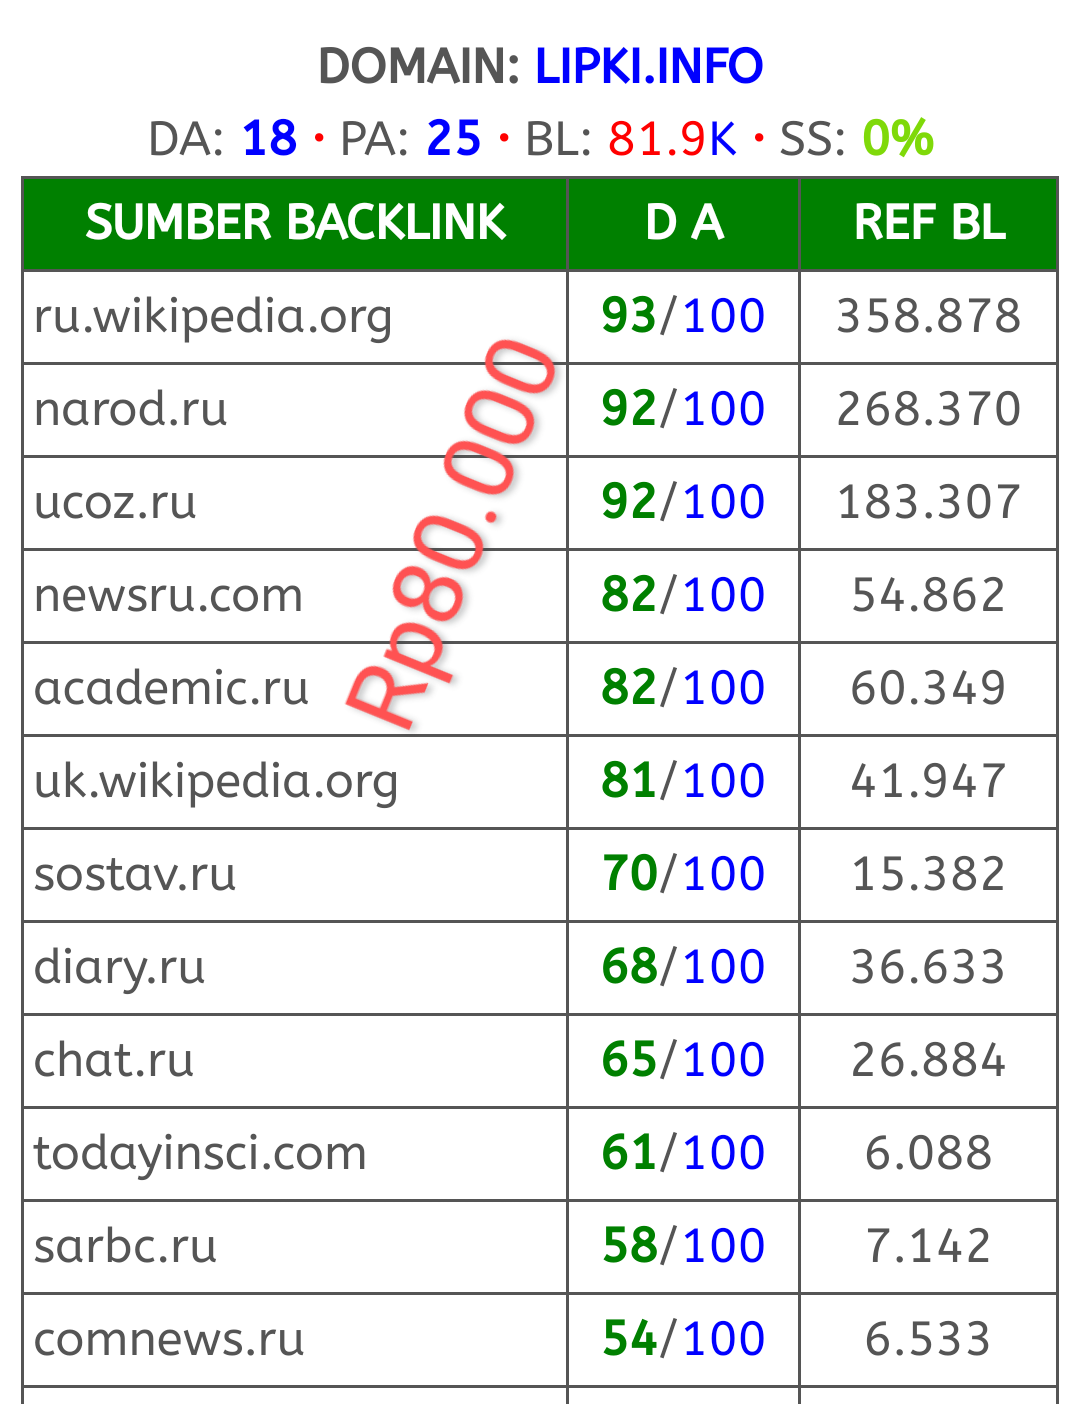 DOMAIN: LIPKI.INFO
DA: 18 • PA: 25 • BL: 81.9K • SS: 0%
SUMBER BACKLINK D A REF BL
ru.wikipedia.org 93/100 358.878
narod.ru 92/100 268.370
ucoz.ru 92/100 183.307
newsru.com 82/100 54.862
academic.ru 82/100 60.349
uk.wikipedia.org 81/100 41.947
sostav.ru 70/100 15.382
diary.ru 68/100 36.633
chat.ru 65/100 26.884
todayinsci.com 61/100 6.088
sarbc.ru 58/100 7.142
comnews.ru 54/100 6.533
Rp80.000